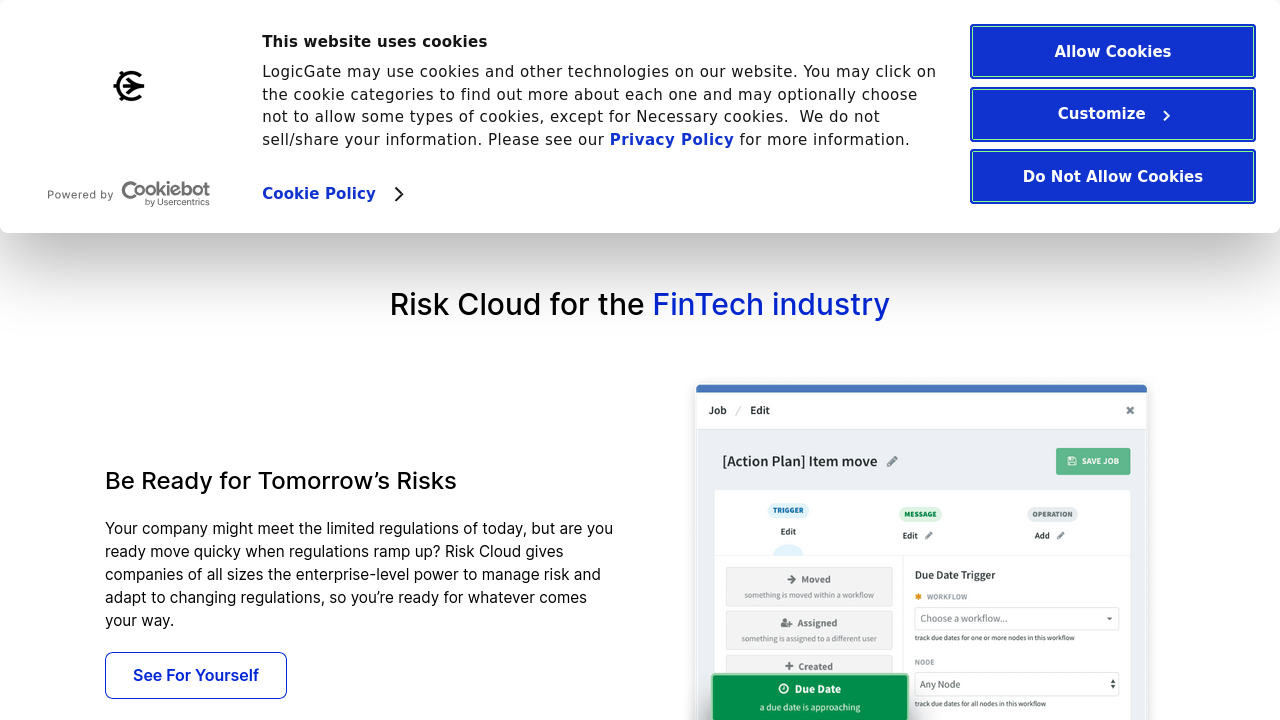 This website uses cookies
LogicGate may use cookies and other technologies on our website. You may click on
the cookie categories to find out more about each one and may optionally choose
not to allow some types of cookies, except for Necessary cookies.  We do not
sell/share your information. Please see our Privacy Policy for more information.
Cookie Policy
Powered by Cookiebot
by Usercentrics
Allow Cookies
Customize
Do Not Allow Cookies
Risk Cloud for the FinTech industry
Be Ready for Tomorrow’s Risks
Your company might meet the limited regulations of today, but are you
ready move quicky when regulations ramp up? Risk Cloud gives
companies of all sizes the enterprise-level power to manage risk and
adapt to changing regulations, so you’re ready for whatever comes
your way.
See For Yourself
Job / Edit
[Action Plan] Item move
SAVE JOB
TRIGGER
Edit
MESSAGE
Edit
OPERATION
Add
Moved
something is moved within a workflow
Assigned
something is assigned to a different user
Created
Due Date
a due date is approaching
Due Date Trigger
WORKFLOW
Choose a workflow...
track due dates for one or more nodes in this workflow
NODE
Any Node
track due dates for all nodes in this workflow